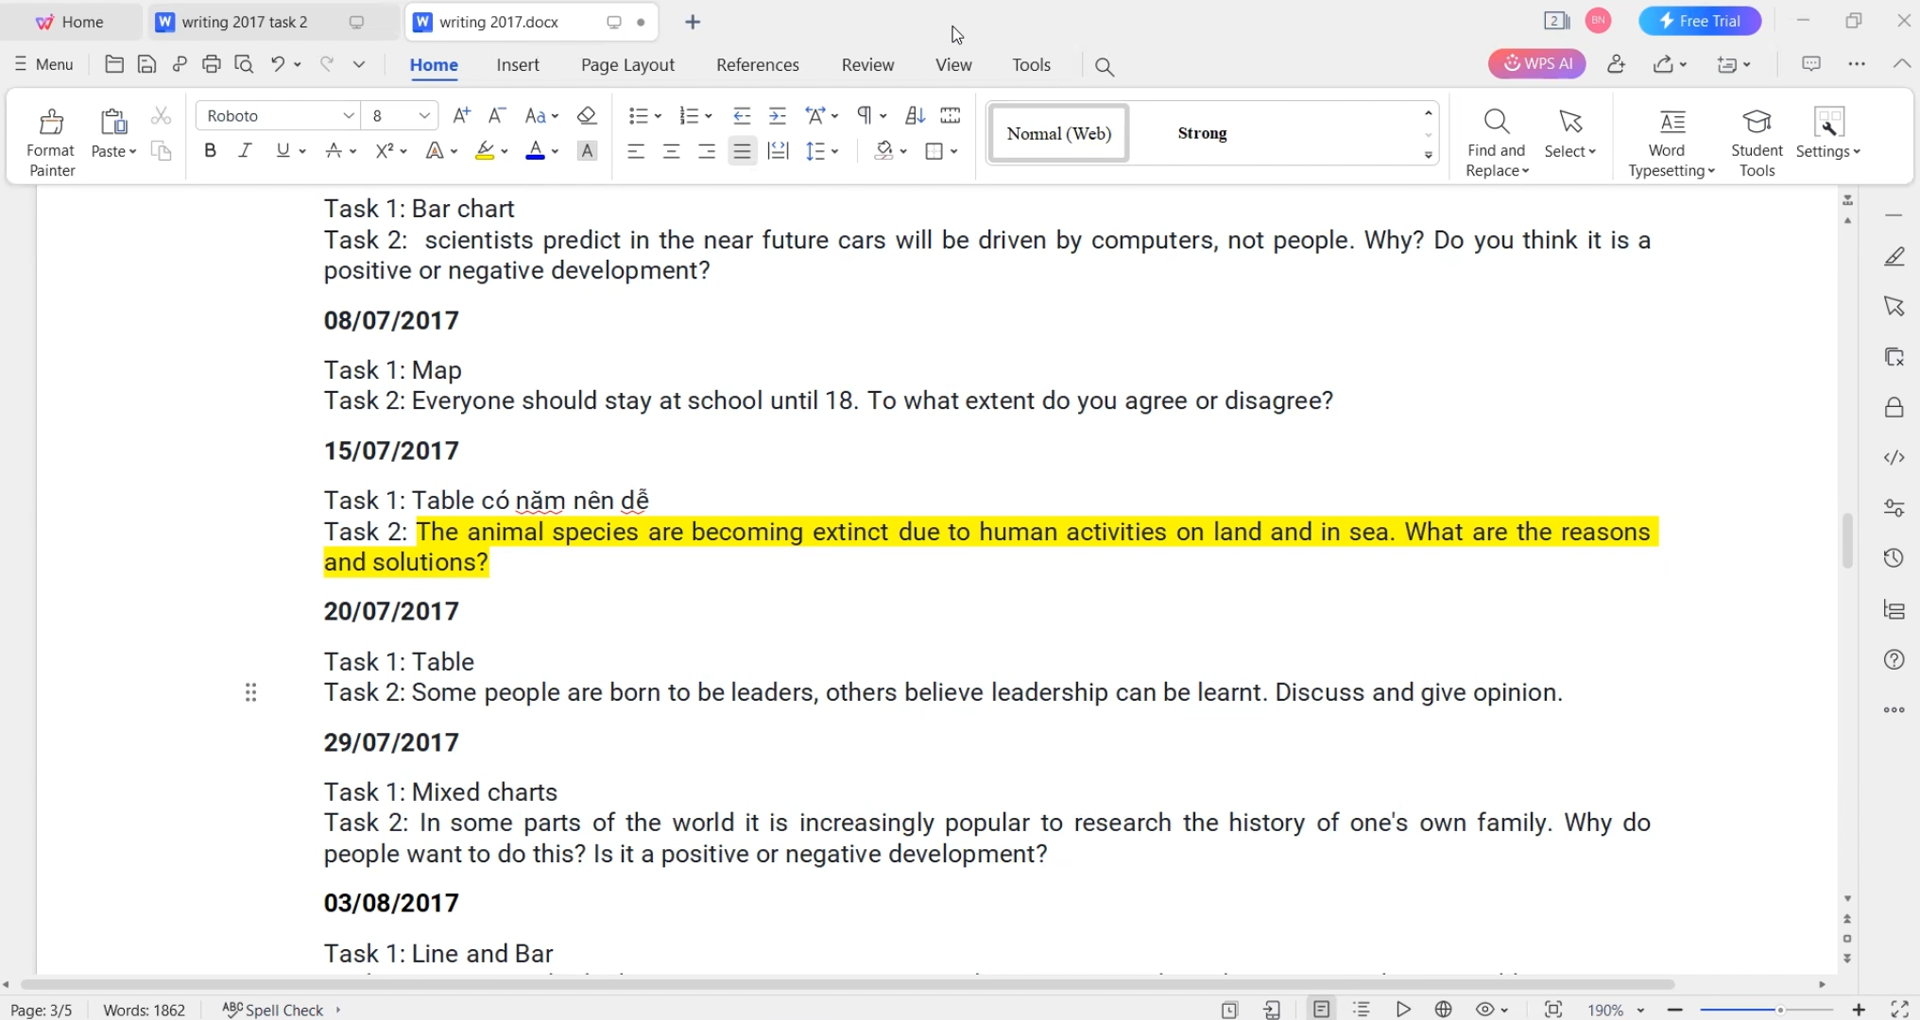 Home
writing 2017 task 2
writing 2017.docx
2
BN
Free Trial
Menu
Home
Insert
Page Layout
References
Review
View
Tools
WPS AI
Format Painter
Paste
Roboto
8
Normal (Web)
Strong
Find and Replace
Select
Word Typesetting
Student Tools
Settings
Task 1: Bar chart
Task 2: scientists predict in the near future cars will be driven by computers, not people. Why? Do you think it is a
positive or negative development?
08/07/2017
Task 1: Map
Task 2: Everyone should stay at school until 18. To what extent do you agree or disagree?
15/07/2017
Task 1: Table có năm nên dễ
Task 2: The animal species are becoming extinct due to human activities on land and in sea. What are the reasons
and solutions?
20/07/2017
Task 1: Table
Task 2: Some people are born to be leaders, others believe leadership can be learnt. Discuss and give opinion.
29/07/2017
Task 1: Mixed charts
Task 2: In some parts of the world it is increasingly popular to research the history of one's own family. Why do
people want to do this? Is it a positive or negative development?
03/08/2017
Task 1: Line and Bar
Page: 3/5
Words: 1862
Spell Check
190%